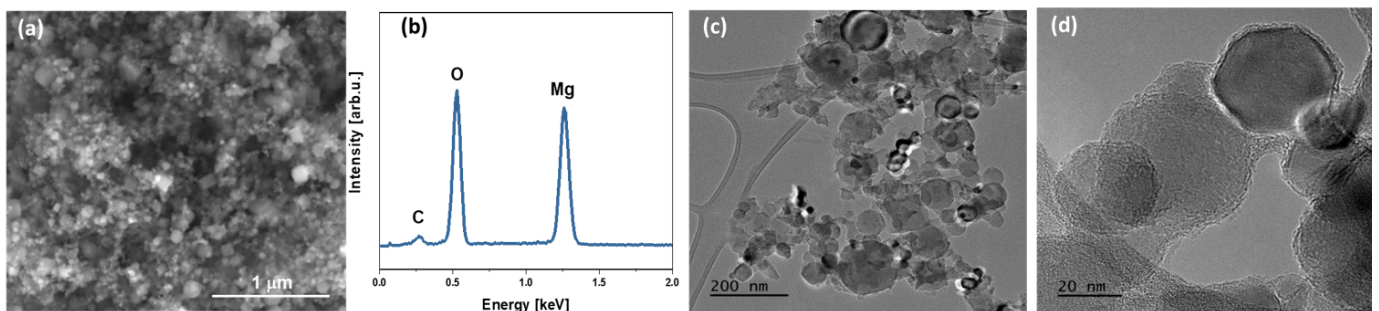 (a)
1 µm
(b)
Intensity [arb.u.]
C
O
Mg
0.0 0.5 1.0 1.5 2.0
Energy [keV]
(c)
200 nm
(d)
20 nm